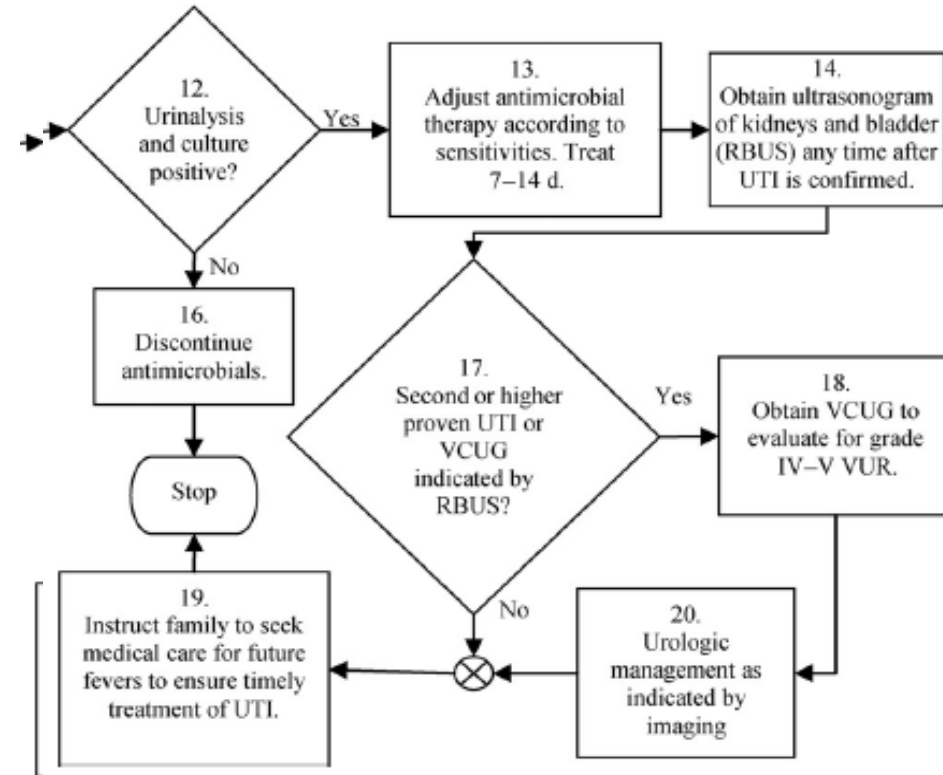 12.
Urinalysis
and culture
positive?
Yes
13.
Adjust antimicrobial
therapy according to
sensitivities. Treat
7–14 d.
14.
Obtain ultrasonogram
of kidneys and bladder
(RBUS) any time after
UTI is confirmed.
No
16.
Discontinue
antimicrobials.
Stop
17.
Second or higher
proven UTI or
VCUG
indicated by
RBUS?
Yes
18.
Obtain VCUG to
evaluate for grade
IV–V VUR.
No
19.
Instruct family to seek
medical care for future
fevers to ensure timely
treatment of UTI.
20.
Urologic
management as
indicated by
imaging